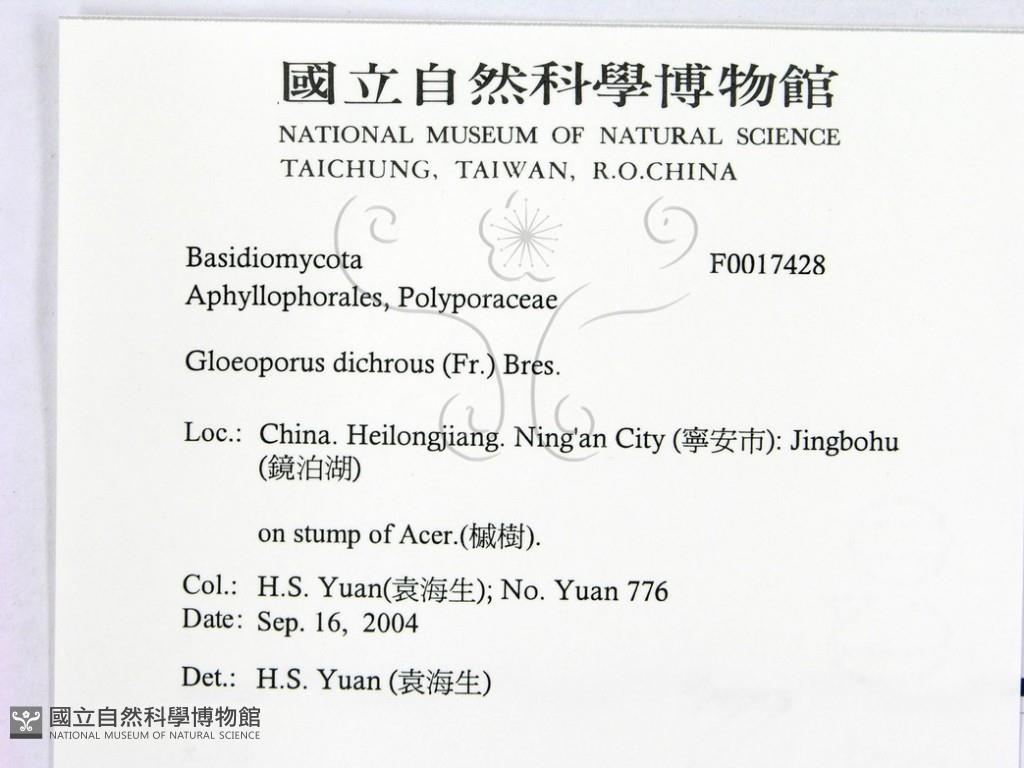 國立自然科學博物館
NATIONAL MUSEUM OF NATURAL SCIENCE
TAICHUNG, TAIWAN, R.O.CHINA
Basidiomycota F0017428
Aphyllophorales, Polyporaceae
Gloeoporus dichrous (Fr.) Bres.
Loc.: China. Heilongjiang. Ning'an City (寧安市): Jingbohu
(鏡泊湖)
on stump of Acer.(槭樹).
Col.: H.S. Yuan(袁海生); No. Yuan 776
Date: Sep. 16, 2004
Det.: H.S. Yuan (袁海生)
國立自然科學博物館
NATIONAL MUSEUM OF NATURAL SCIENCE